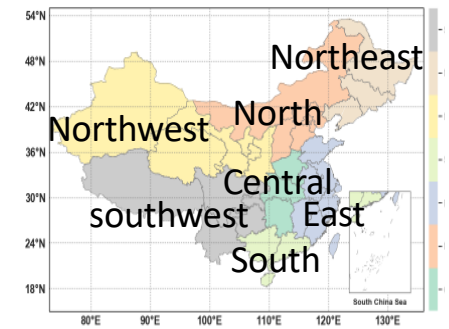 54°N
Northeast
48°N
42°N
North
Northwest
36°N
Central
30°N
southwest
East
24°N
South
18°N
South China Sea
80°E 90°E 100°E 110°E 120°E 130°E